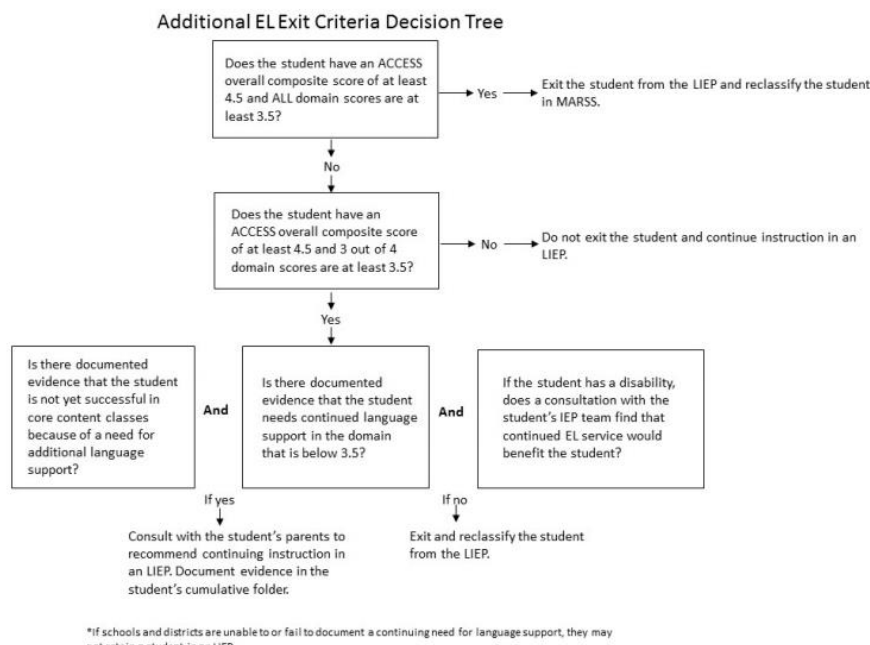 Additional EL Exit Criteria Decision Tree
Does the student have an ACCESS
overall composite score of at least
4.5 and ALL domain scores are at
least 3.5?
Yes
Exit the student from the LIEP and reclassify the student
in MARSS.
No
Does the student have an
ACCESS overall composite score
of at least 4.5 and 3 out of 4
domain scores are at least 3.5?
No
Do not exit the student and continue instruction in an
LIEP.
Yes
Is there documented
evidence that the student
is not yet successful in
core content classes
because of a need for
additional language
support?
And
Is there documented
evidence that the student
needs continued language
support in the domain
that is below 3.5?
And
If the student has a disability,
does a consultation with the
student's IEP team find that
continued EL service would
benefit the student?
If yes
Consult with the student's parents to
recommend continuing instruction in
an LIEP. Document evidence in the
student's cumulative folder.
If no
Exit and reclassify the student
from the LIEP.
*If schools and districts are unable to or fail to document a continuing need for language support, they may